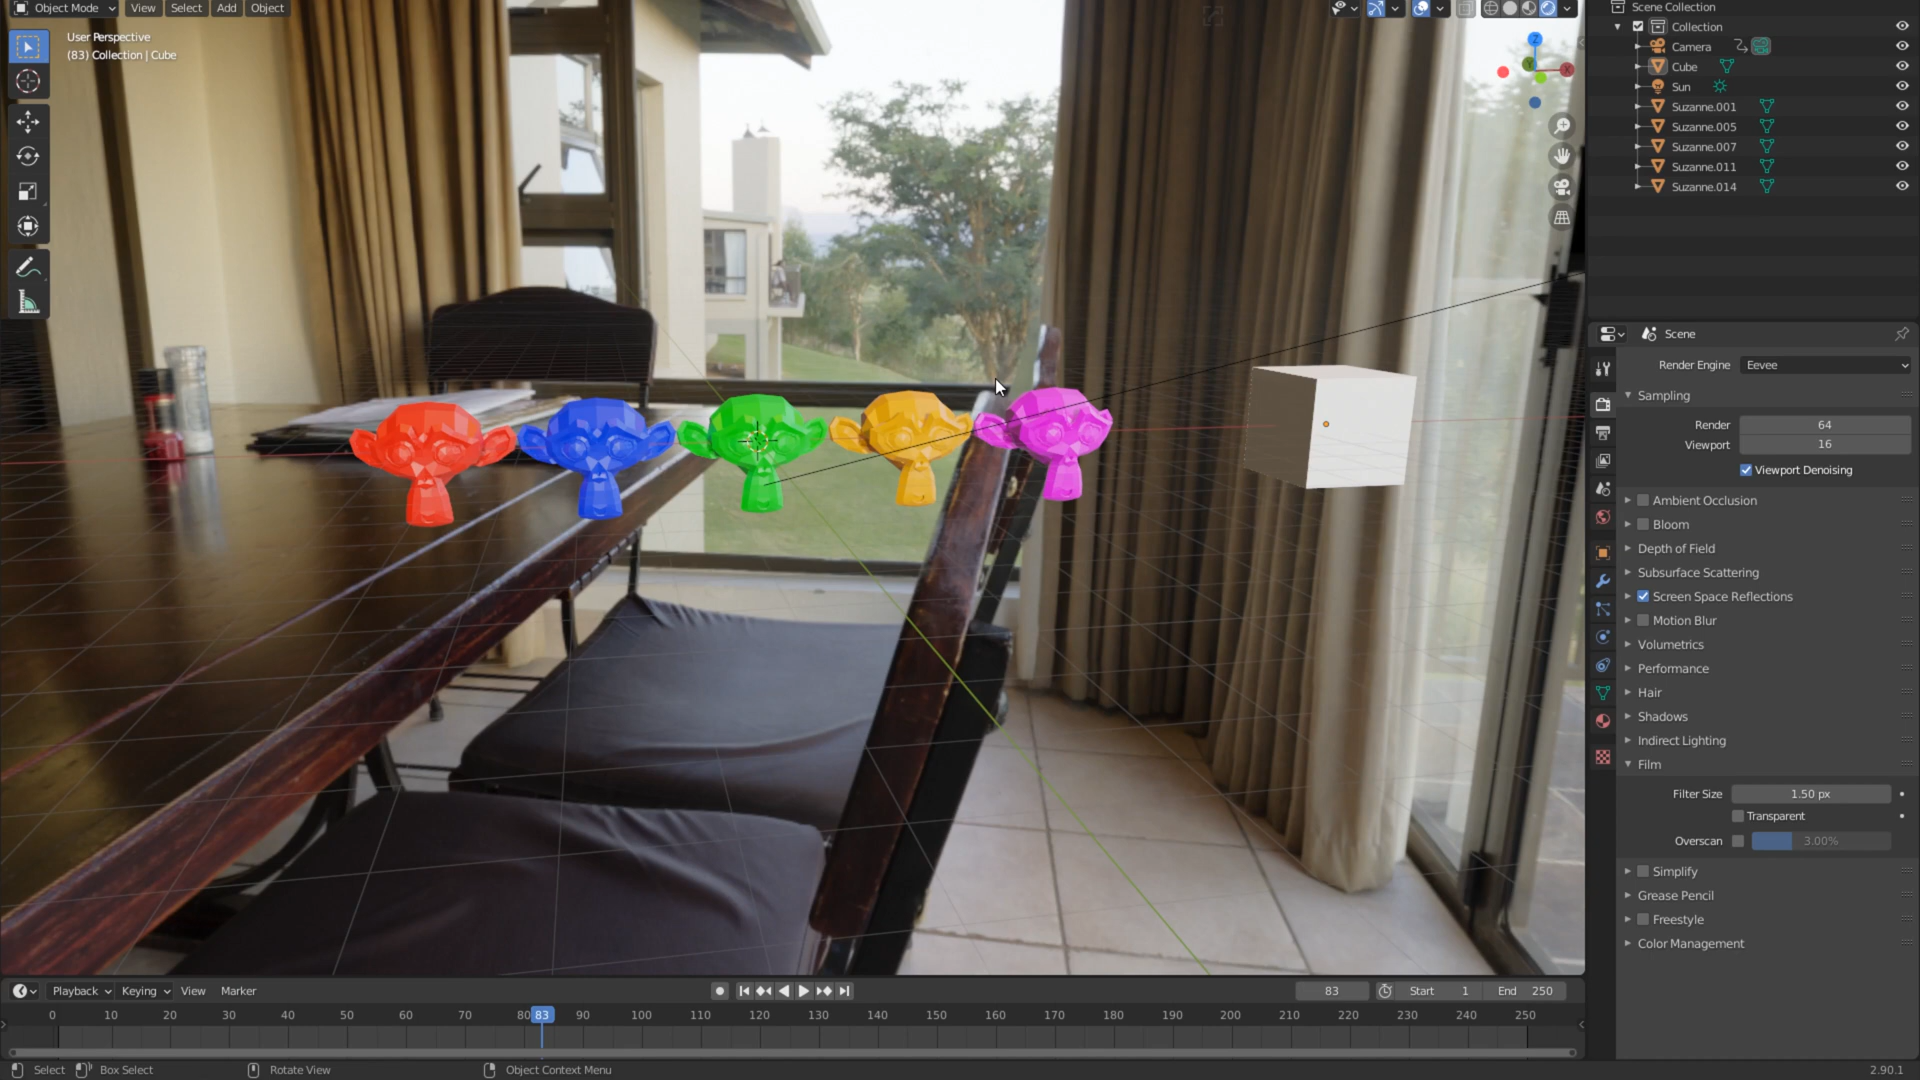 Object Mode View Select Add Object
User Perspective
(83) Collection | Cube
Z
Y
X
Scene Collection
Collection
Camera
Cube
Sun
Suzanne.001
Suzanne.005
Suzanne.007
Suzanne.011
Suzanne.014
Scene
Render Engine Eevee
Sampling
Render 64
Viewport 16
Viewport Denoising
Ambient Occlusion
Bloom
Depth of Field
Subsurface Scattering
Screen Space Reflections
Motion Blur
Volumetrics
Performance
Hair
Shadows
Indirect Lighting
Film
Filter Size 1.50 px
Transparent
Overscan 3.00%
Simplify
Grease Pencil
Freestyle
Color Management
Playback Keying View Marker 83 Start 1 End 250
0 10 20 30 40 50 60 70 80 83 90 100 110 120 130 140 150 160 170 180 190 200 210 220 230 240 250
Select Box Select Rotate View Object Context Menu 2.90.1